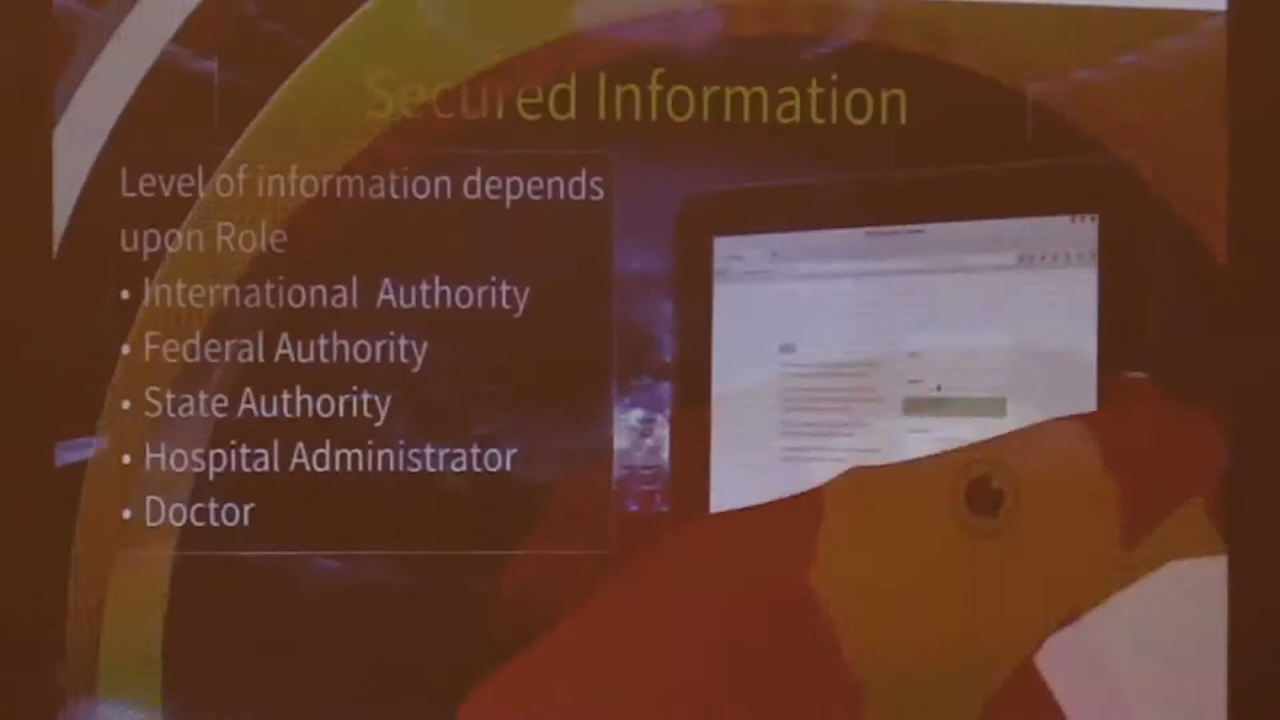 Secured Information
Level of information depends
upon Role
• International Authority
• Federal Authority
• State Authority
• Hospital Administrator
• Doctor